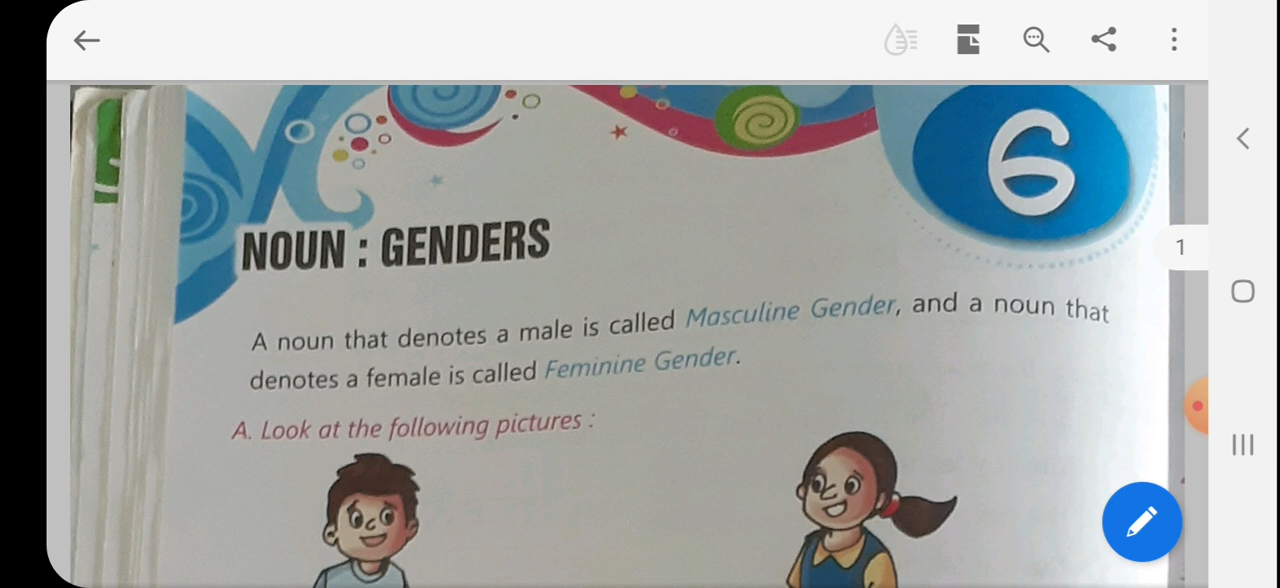 6
NOUN : GENDERS
1
A noun that denotes a male is called Masculine Gender, and a noun that
denotes a female is called Feminine Gender.
A. Look at the following pictures :